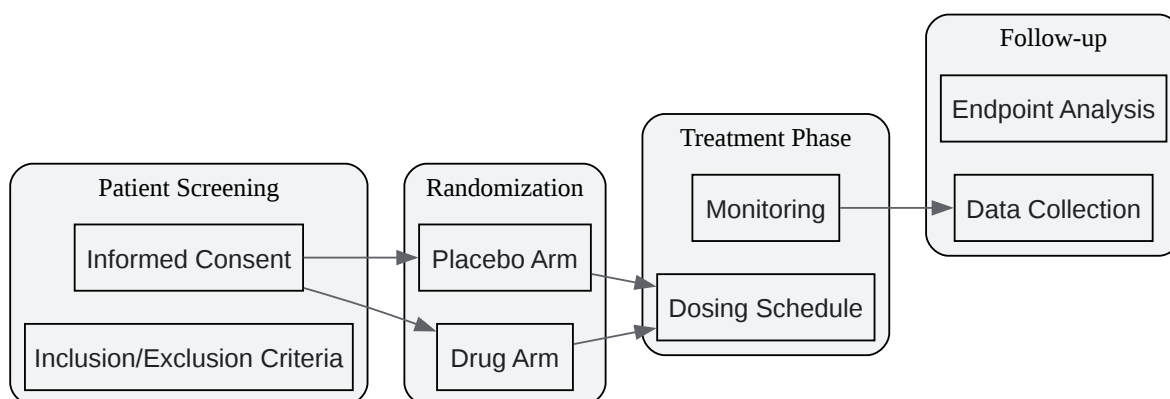 Patient Screening
Informed Consent
Inclusion/Exclusion Criteria
Randomization
Placebo Arm
Drug Arm
Treatment Phase
Monitoring
Dosing Schedule
Follow-up
Endpoint Analysis
Data Collection